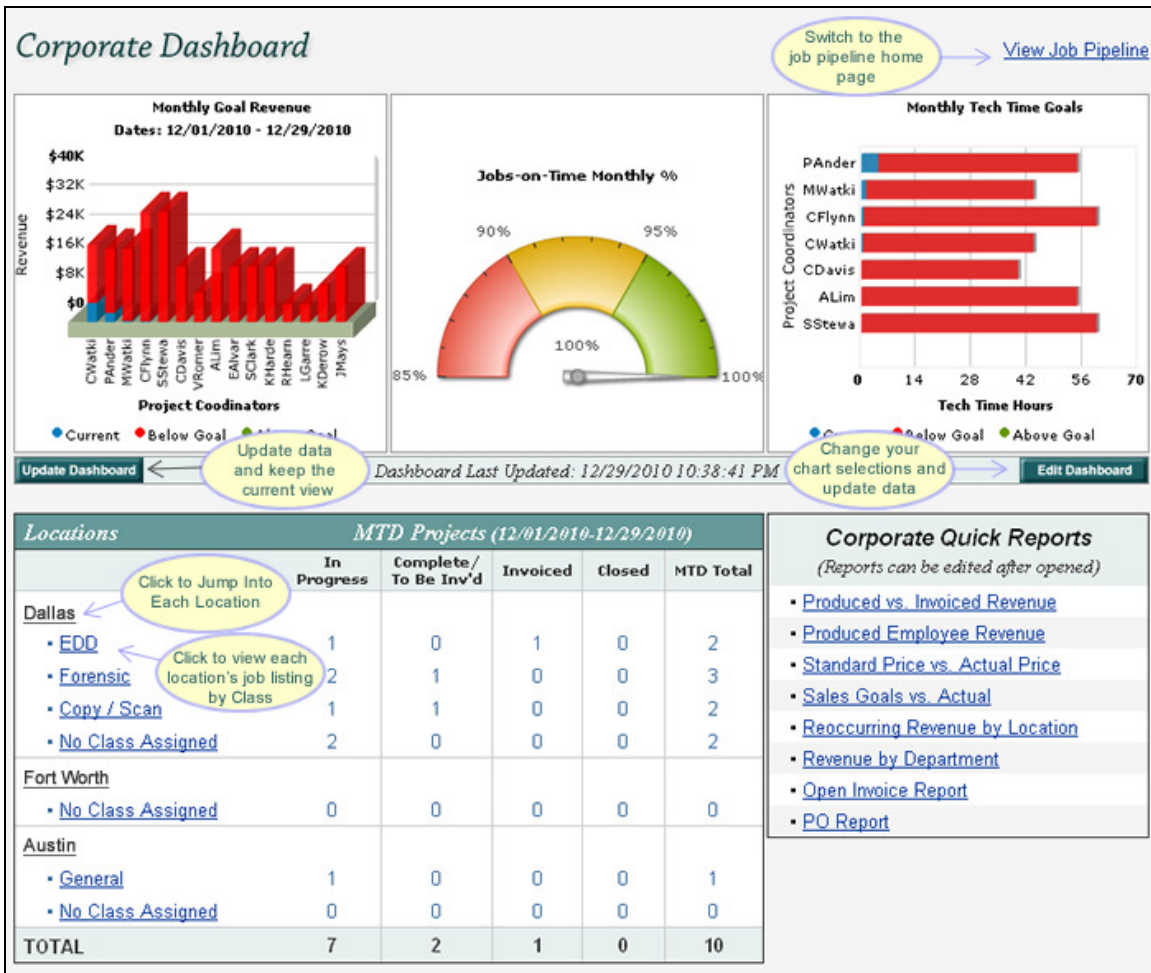 Corporate Dashboard
Switch to the
job pipeline home
page
View Job Pipeline
Monthly Goal Revenue
Dates: 12/01/2010 - 12/29/2010
$40K
$32K
$24K
$16K
$8K
$0
Revenue
CWatki
PAnder
MWatki
CFlynn
SStewa
CDavis
VRomer
ALim
EAlvar
SClark
KHarde
RHearn
LGarre
KDerow
JMays
Project Coodinators
Current Below Goal Goal
Jobs-on-Time Monthly %
90% 95%
100%
85% 100%
Monthly Tech Time Goals
Project Coordinators
PAnder
MWatki
CFlynn
CWatki
CDavis
ALim
SStewa
0 14 28 42 56 70
Tech Time Hours
Below Goal Above Goal
Update Dashboard
Update data
and keep the
current view
Dashboard Last Updated: 12/29/2010 10:38:41 PM
Change your
chart selections and
update data
Edit Dashboard
Locations MTD Projects (12/01/2010-12/29/2010)
In Progress Complete/ To Be Inv'd Invoiced Closed MTD Total
Click to Jump Into
Each Location
Dallas
EDD 1 0 1 0 2
Click to view each
location's job listing
by Class
Forensic 2 1 0 0 3
Copy / Scan 1 1 0 0 2
No Class Assigned 2 0 0 0 2
Fort Worth
No Class Assigned 0 0 0 0 0
Austin
General 1 0 0 0 1
No Class Assigned 0 0 0 0 0
TOTAL 7 2 1 0 10
Corporate Quick Reports
(Reports can be edited after opened)
Produced vs. Invoiced Revenue
Produced Employee Revenue
Standard Price vs. Actual Price
Sales Goals vs. Actual
Reoccurring Revenue by Location
Revenue by Department
Open Invoice Report
PO Report